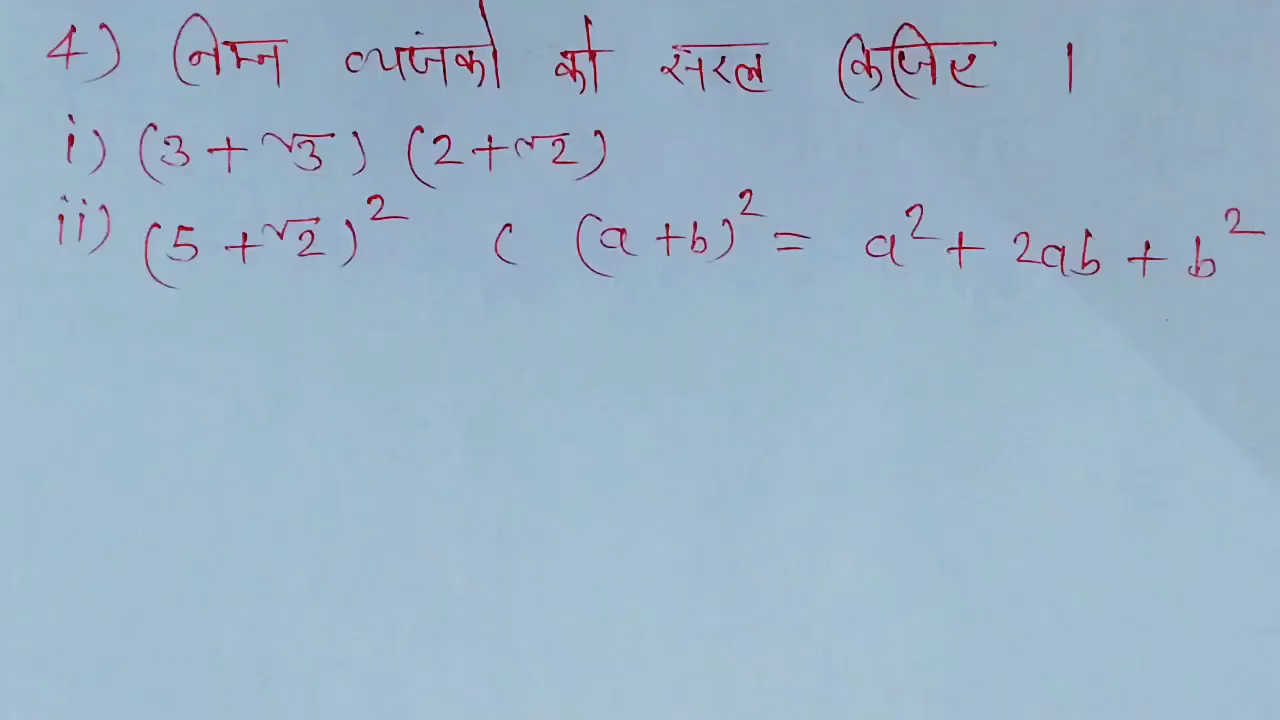 4) निम्न व्यंजको को सरल किजिए ।
i) (3 + √3) (2 + √2)
ii) (5 + √2)² ( (a + b)² = a² + 2ab + b²